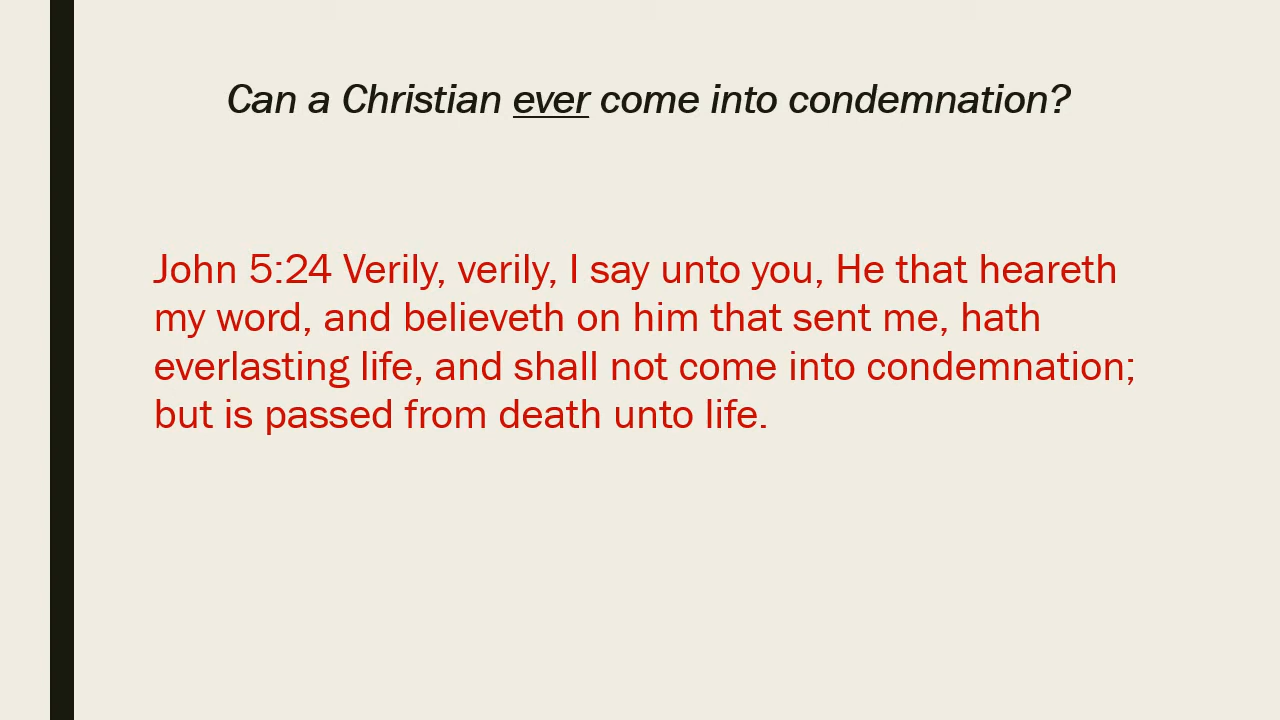 Can a Christian ever come into condemnation?
John 5:24 Verily, verily, I say unto you, He that heareth
my word, and believeth on him that sent me, hath
everlasting life, and shall not come into condemnation;
but is passed from death unto life.